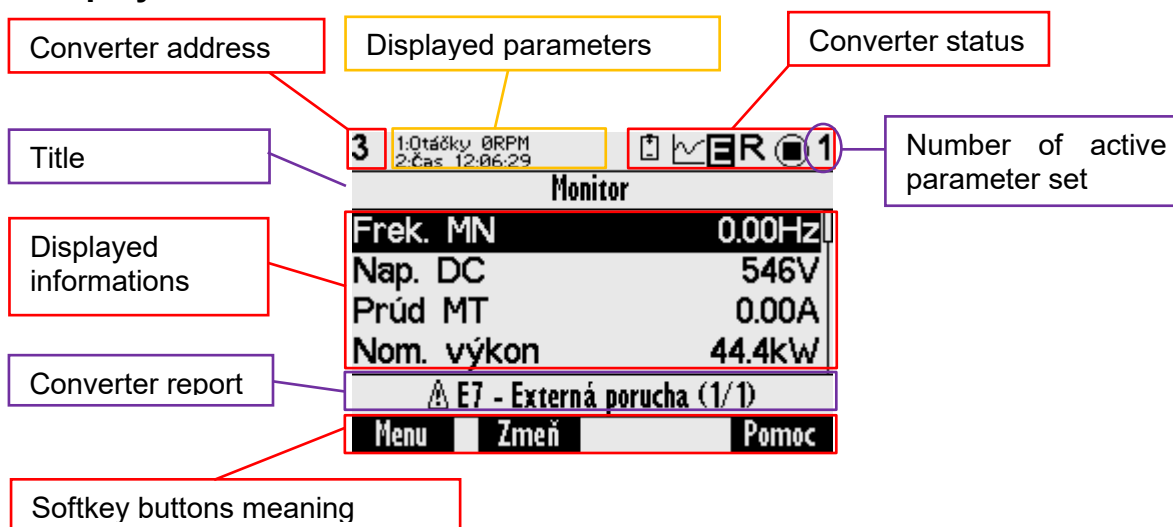 Converter address
Displayed parameters
Converter status
Title
3
1:Otáčky 0RPM
2:Čas 12:06:29
E R 1
Number of active
parameter set
Monitor
Displayed
informations
Frek. MN 0.00Hz
Nap. DC 546V
Prúd MT 0.00A
Nom. výkon 44.4kW
Converter report
⚠ E7 - Externá porucha (1/1)
Menu Zmeň Pomoc
Softkey buttons meaning